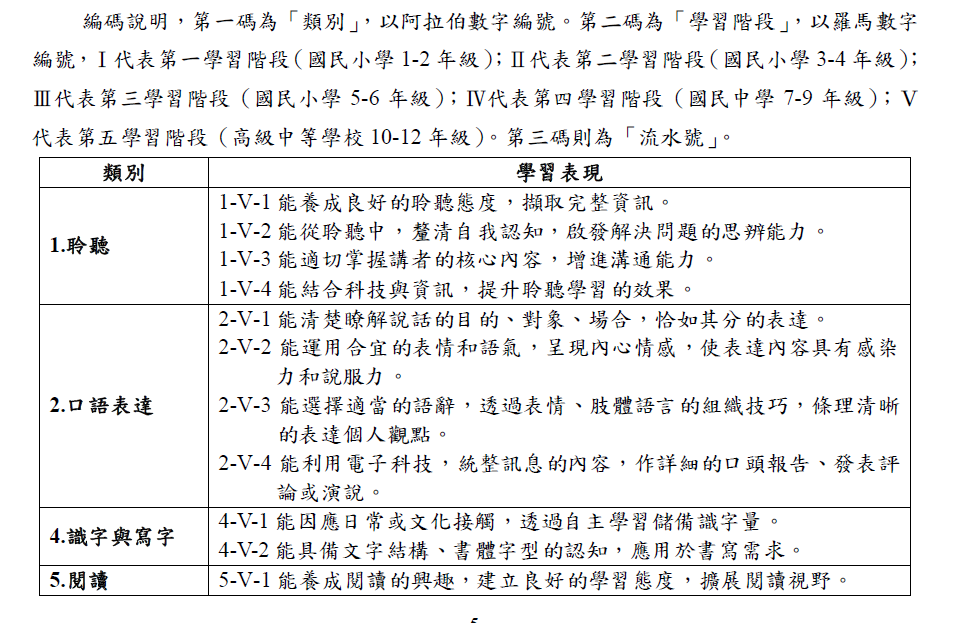 編碼說明，第一碼為「類別」，以阿拉伯數字編號。第二碼為「學習階段」，以羅馬數字
編號，Ⅰ代表第一學習階段（國民小學 1-2 年級）；Ⅱ代表第二學習階段（國民小學 3-4 年級）；
Ⅲ代表第三學習階段（國民小學 5-6 年級）；Ⅳ代表第四學習階段（國民中學 7-9 年級）；Ⅴ
代表第五學習階段（高級中等學校 10-12 年級）。第三碼則為「流水號」。
類別 學習表現
1.聆聽
1-V-1 能養成良好的聆聽態度，擷取完整資訊。
1-V-2 能從聆聽中，釐清自我認知，啟發解決問題的思辨能力。
1-V-3 能適切掌握講者的核心內容，增進溝通能力。
1-V-4 能結合科技與資訊，提升聆聽學習的效果。
2.口語表達
2-V-1 能清楚瞭解說話的目的、對象、場合，恰如其分的表達。
2-V-2 能運用合宜的表情和語氣，呈現內心情感，使表達內容具有感染
力和說服力。
2-V-3 能選擇適當的語辭，透過表情、肢體語言的組織技巧，條理清晰
的表達個人觀點。
2-V-4 能利用電子科技，統整訊息的內容，作詳細的口頭報告、發表評
論或演說。
4.識字與寫字
4-V-1 能因應日常或文化接觸，透過自主學習儲備識字量。
4-V-2 能具備文字結構、書體字型的認知，應用於書寫需求。
5.閱讀
5-V-1 能養成閱讀的興趣，建立良好的學習態度，擴展閱讀視野。